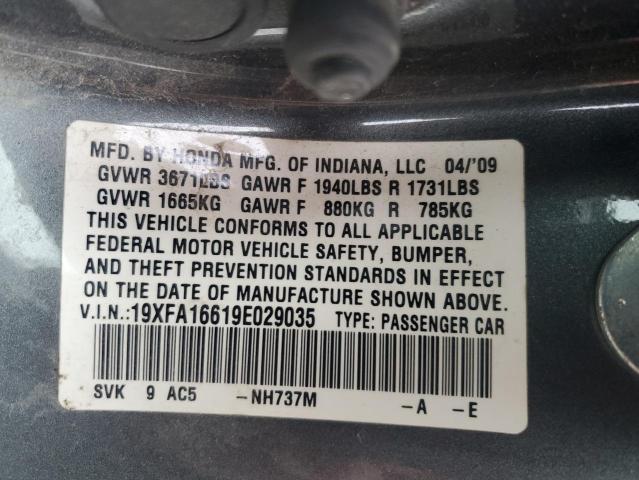 MFD. BY HONDA MFG. OF INDIANA, LLC 04/'09
GVWR 3671LBS GAWR F 1940LBS R 1731LBS
GVWR 1665KG GAWR F 880KG R 785KG
THIS VEHICLE CONFORMS TO ALL APPLICABLE
FEDERAL MOTOR VEHICLE SAFETY, BUMPER,
AND THEFT PREVENTION STANDARDS IN EFFECT
ON THE DATE OF MANUFACTURE SHOWN ABOVE.
V.I.N.:19XFA16619E029035 TYPE: PASSENGER CAR
SVK 9 AC5 -NH737M -A -E